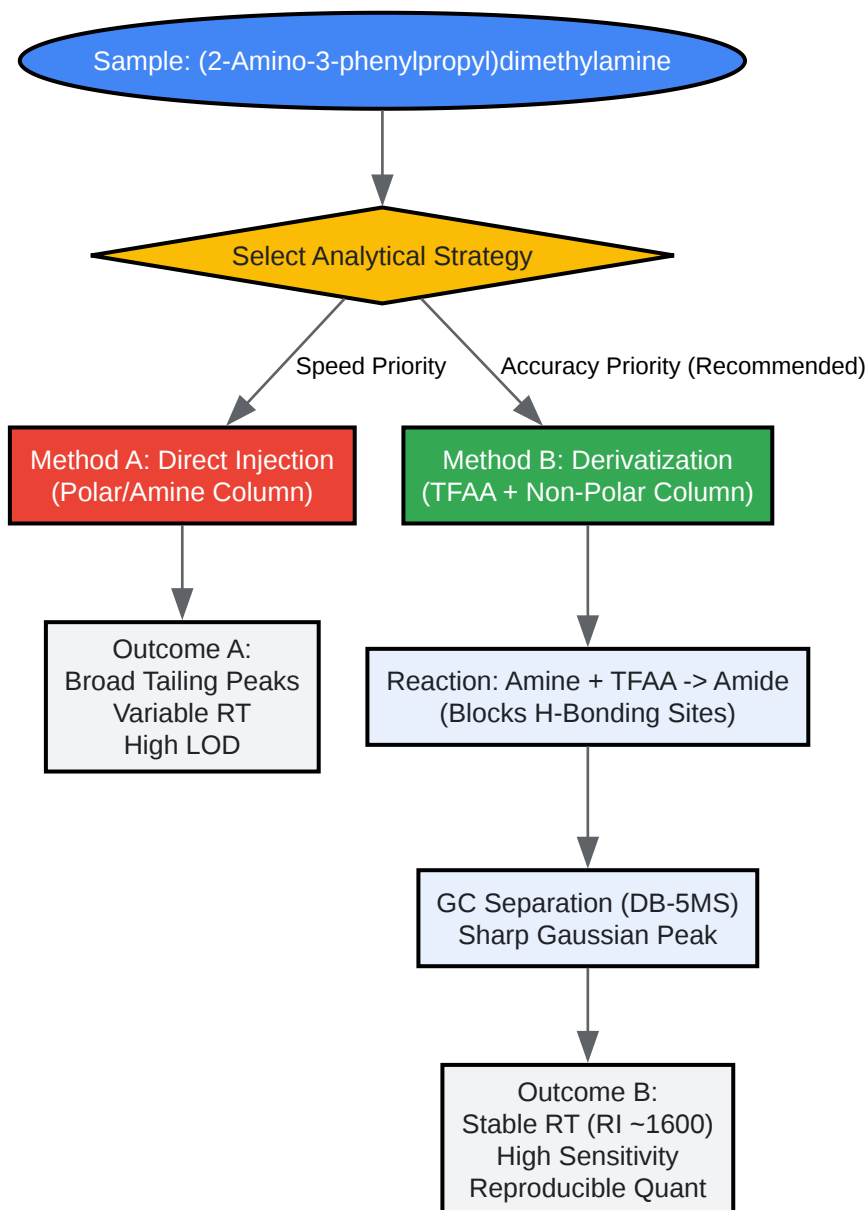 Sample: (2-Amino-3-phenylpropyl)dimethylamine
Select Analytical Strategy
Speed Priority
Accuracy Priority (Recommended)
Method A: Direct Injection
(Polar/Amine Column)
Method B: Derivatization
(TFAA + Non-Polar Column)
Outcome A:
Broad Tailing Peaks
Variable RT
High LOD
Reaction: Amine + TFAA -> Amide
(Blocks H-Bonding Sites)
GC Separation (DB-5MS)
Sharp Gaussian Peak
Outcome B:
Stable RT (RI ~1600)
High Sensitivity
Reproducible Quant